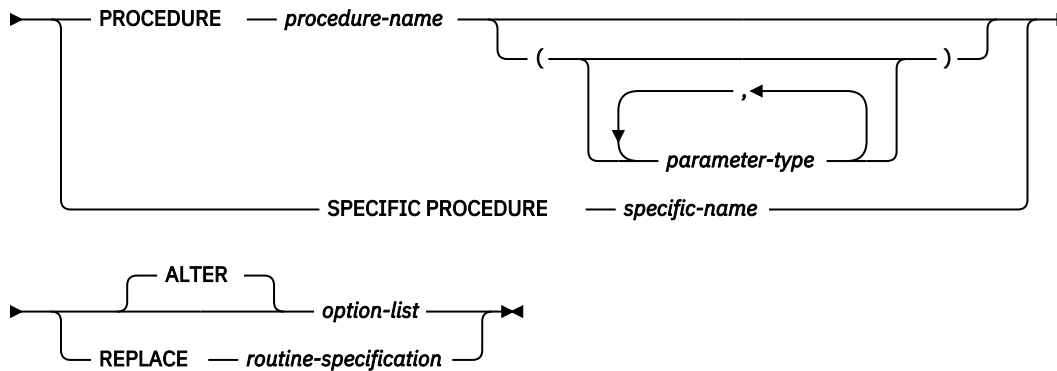 PROCEDURE procedure-name
( )
,
parameter-type
SPECIFIC PROCEDURE specific-name
ALTER
option-list
REPLACE routine-specification